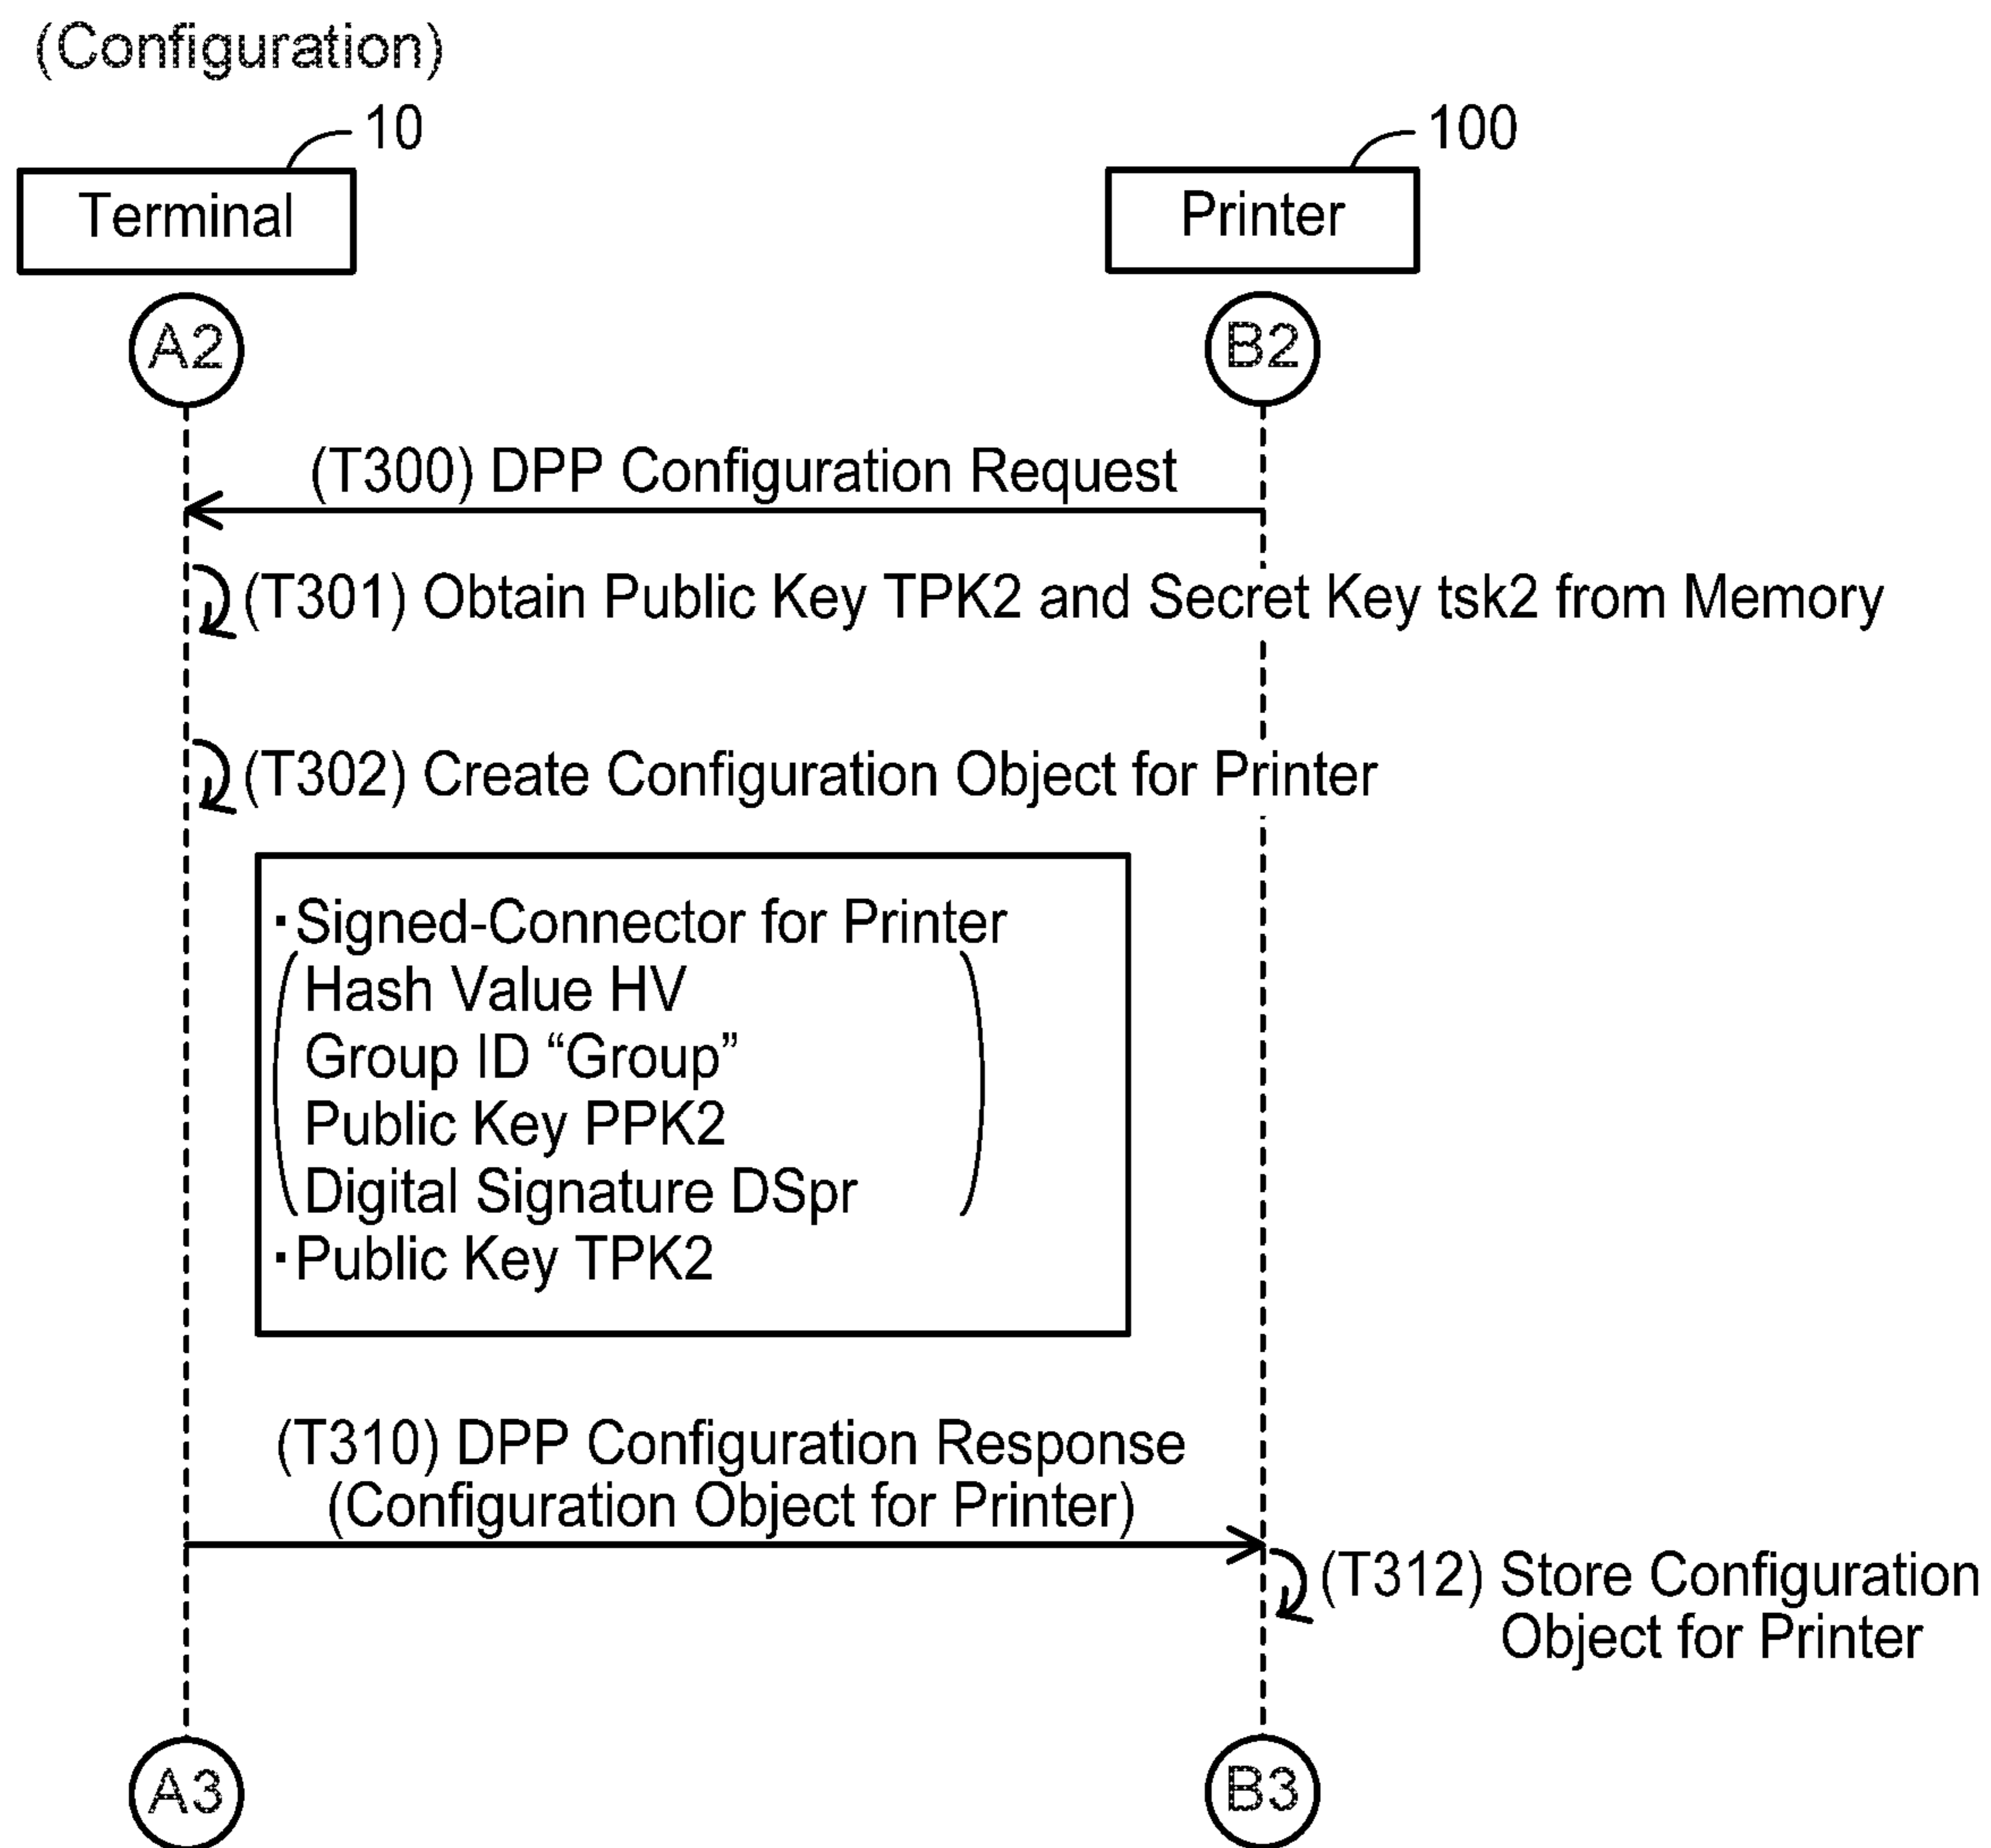 (Configuration)
10
100
Terminal
Printer
A2
B2
(T300) DPP Configuration Request
(T301) Obtain Public Key TPK2 and Secret Key tsk2 from Memory
(T302) Create Configuration Object for Printer
・Signed-Connector for Printer
Hash Value HV
Group ID “Group”
Public Key PPK2
Digital Signature DSpr
・Public Key TPK2
(T310) DPP Configuration Response
(Configuration Object for Printer)
(T312) Store Configuration
Object for Printer
A3
B3